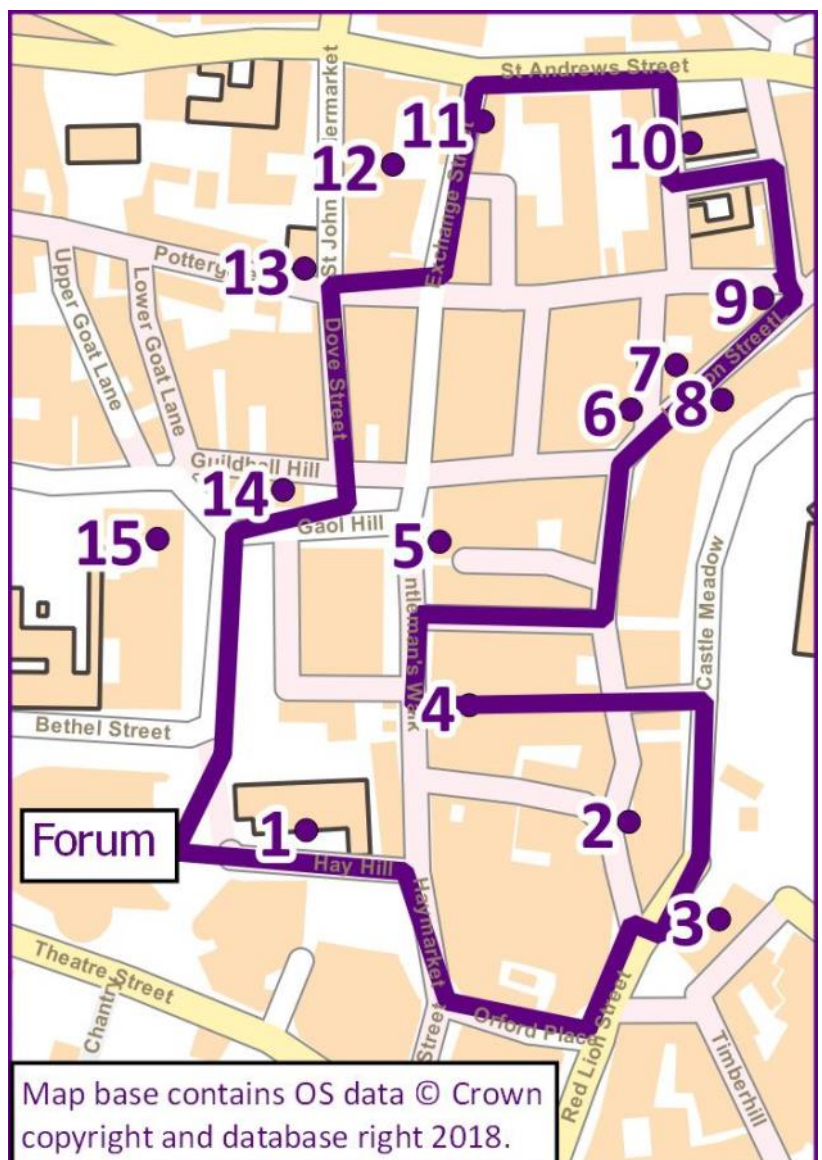 St Andrews Street
11
10
12
St John
Exchange Street
13
Upper Goat Lane
Lower Goat Lane
Dove Street
9
7
8
6
Guildhall Hill
14
Gaol Hill
15
5
Castle Meadow
4
Bethel Street
Forum
1
Hay Hill
2
3
Haymarket
Theatre Street
Chantry
Street
Orford Place
Red Lion Street
Timberhill
Map base contains OS data © Crown
copyright and database right 2018.